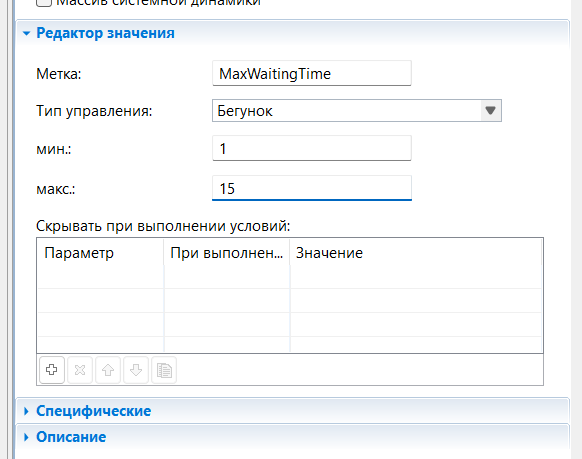 Массив системной динамики
Редактор значения
Метка: MaxWaitingTime
Тип управления: Бегунок
мин.: 1
макс.: 15
Скрывать при выполнении условий:
Параметр При выполнен... Значение
Специфические
Описание